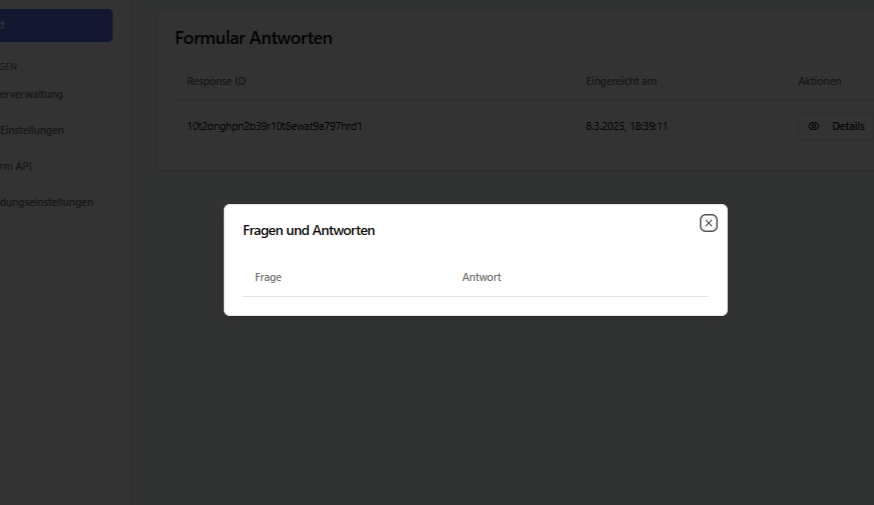 st
GEN
erverwaltung
Einstellungen
rm API
dungseinstellungen
Formular Antworten
Response ID Eingereicht am Aktionen
10t2onghpn2b39r10t8ewat9a797hrd1 8.3.2025, 18:39:11 Details
Fragen und Antworten
Frage Antwort